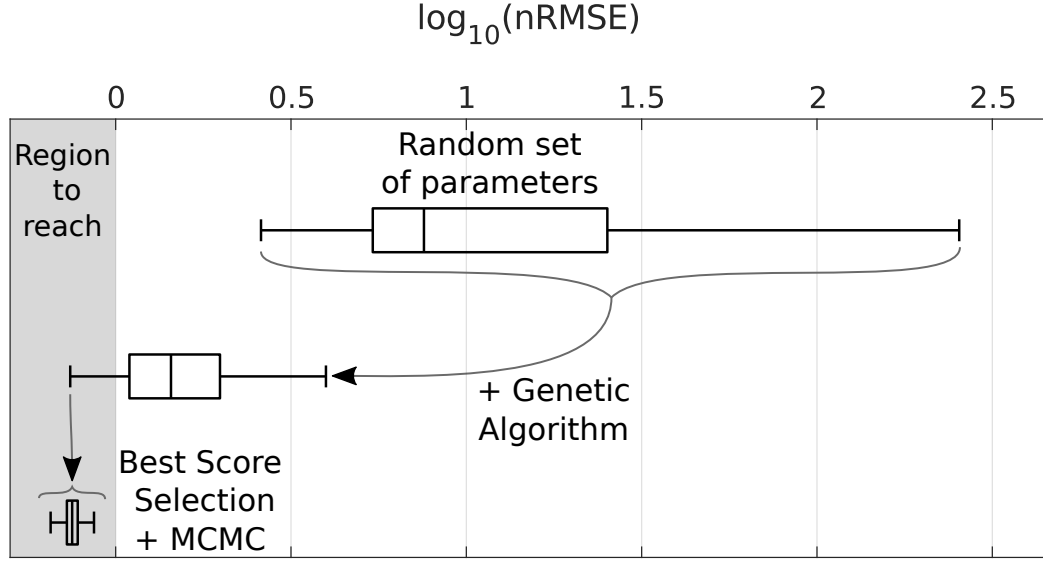 log10(nRMSE)
0 0.5 1 1.5 2 2.5
Region
to
reach
Random set
of parameters
+ Genetic
Algorithm
Best Score
Selection
+ MCMC